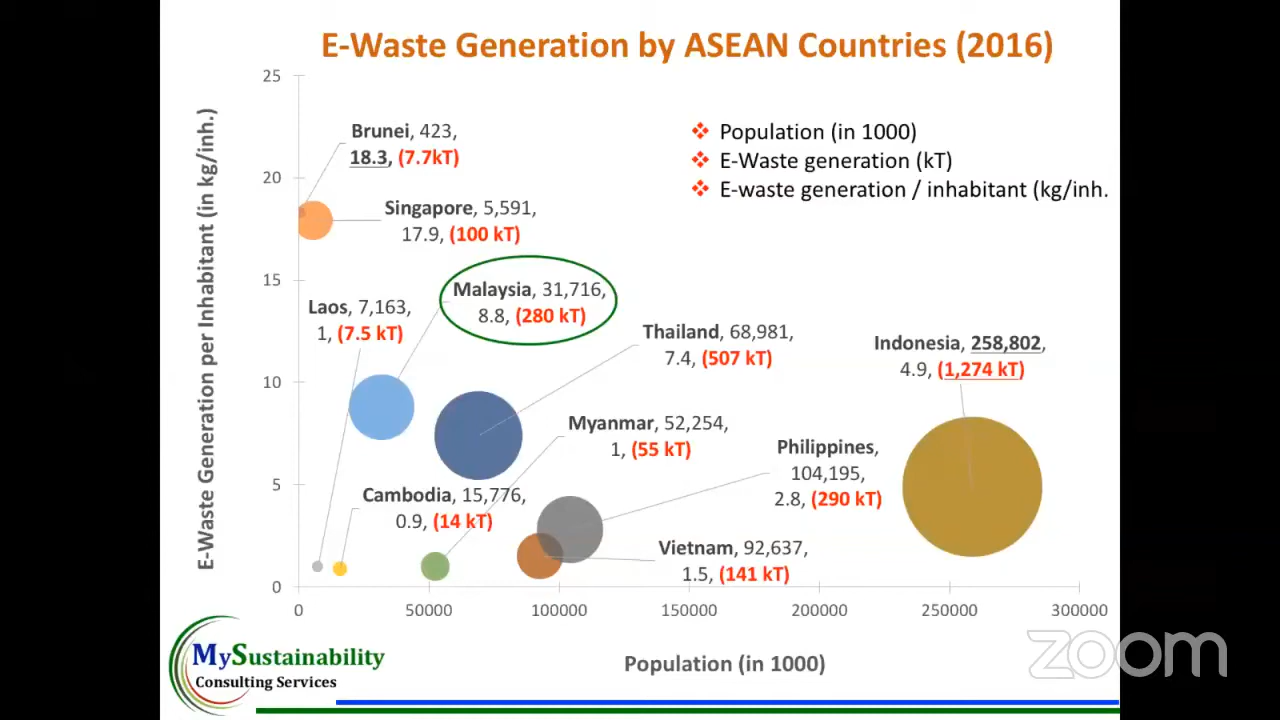 E-Waste Generation by ASEAN Countries (2016)
E-Waste Generation per Inhabitant (in kg/inh.)
25
20
15
10
5
0
Brunei, 423,
18.3, (7.7kT)
Singapore, 5,591,
17.9, (100 kT)
❖ Population (in 1000)
❖ E-Waste generation (kT)
❖ E-waste generation / inhabitant (kg/inh.
Malaysia, 31,716,
8.8, (280 kT)
Laos, 7,163,
1, (7.5 kT)
Thailand, 68,981,
7.4, (507 kT)
Indonesia, 258,802,
4.9, (1,274 kT)
Myanmar, 52,254,
1, (55 kT)
Philippines,
104,195,
2.8, (290 kT)
Cambodia, 15,776,
0.9, (14 kT)
Vietnam, 92,637,
1.5, (141 kT)
0 50000 100000 150000 200000 250000 300000
Population (in 1000)
MySustainability
Consulting Services
zoom